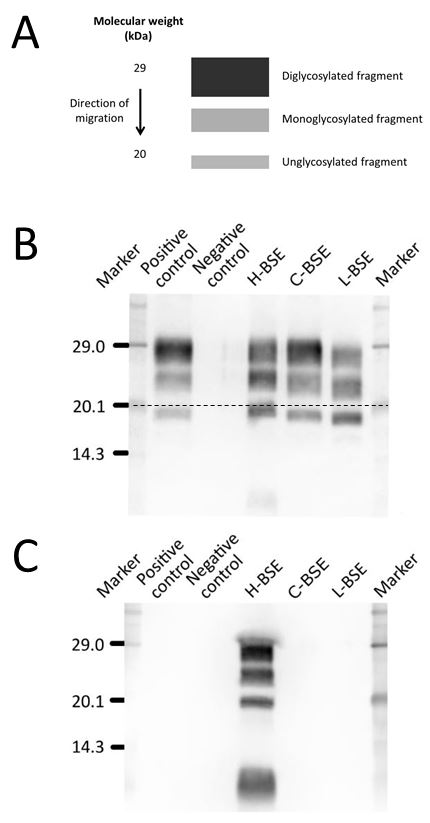 A
Molecular weight
(kDa)
29
Diglycosylated fragment
Direction of
migration
Monoglycosylated fragment
20
Unglycosylated fragment
B
Marker
Positive
control
Negative
control
H-BSE
C-BSE
L-BSE
Marker
29.0
20.1
14.3
C
Marker
Positive
control
Negative
control
H-BSE
C-BSE
L-BSE
Marker
29.0
20.1
14.3